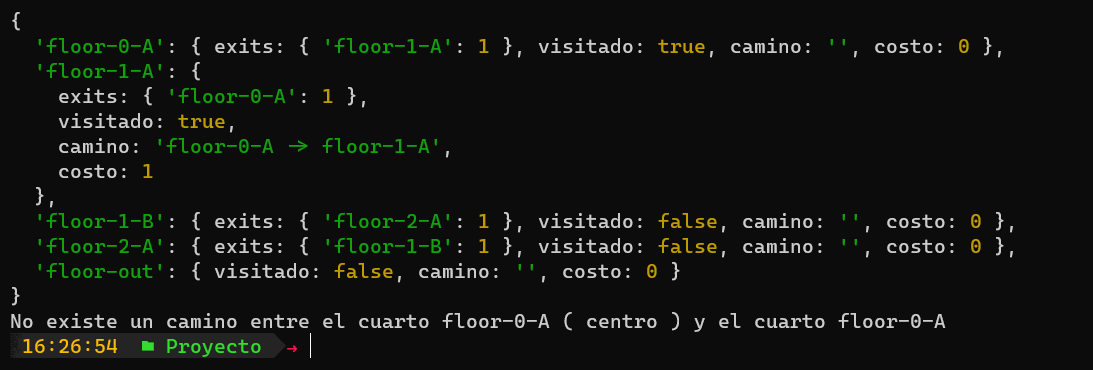 {
  'floor-0-A': { exits: { 'floor-1-A': 1 }, visitado: true, camino: '', costo: 0 },
  'floor-1-A': {
    exits: { 'floor-0-A': 1 },
    visitado: true,
    camino: 'floor-0-A -> floor-1-A',
    costo: 1
  },
  'floor-1-B': { exits: { 'floor-2-A': 1 }, visitado: false, camino: '', costo: 0 },
  'floor-2-A': { exits: { 'floor-1-B': 1 }, visitado: false, camino: '', costo: 0 },
  'floor-out': { visitado: false, camino: '', costo: 0 }
}
No existe un camino entre el cuarto floor-0-A ( centro ) y el cuarto floor-0-A
16:26:54 Proyecto →